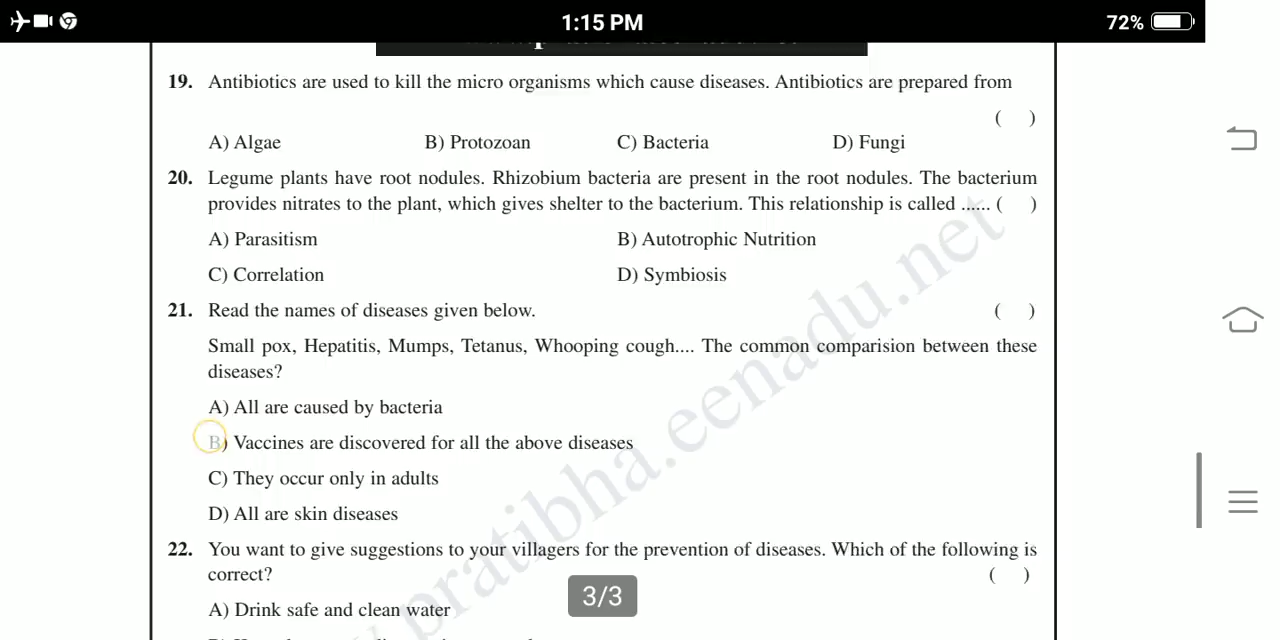 1:15 PM
72%
19. Antibiotics are used to kill the micro organisms which cause diseases. Antibiotics are prepared from
( )
A) Algae B) Protozoan C) Bacteria D) Fungi
20. Legume plants have root nodules. Rhizobium bacteria are present in the root nodules. The bacterium
provides nitrates to the plant, which gives shelter to the bacterium. This relationship is called ...... ( )
A) Parasitism B) Autotrophic Nutrition
C) Correlation D) Symbiosis
21. Read the names of diseases given below. ( )
Small pox, Hepatitis, Mumps, Tetanus, Whooping cough.... The common comparision between these
diseases?
A) All are caused by bacteria
B) Vaccines are discovered for all the above diseases
C) They occur only in adults
D) All are skin diseases
22. You want to give suggestions to your villagers for the prevention of diseases. Which of the following is
correct? ( )
3/3
A) Drink safe and clean water
pratibha.eenadu.net